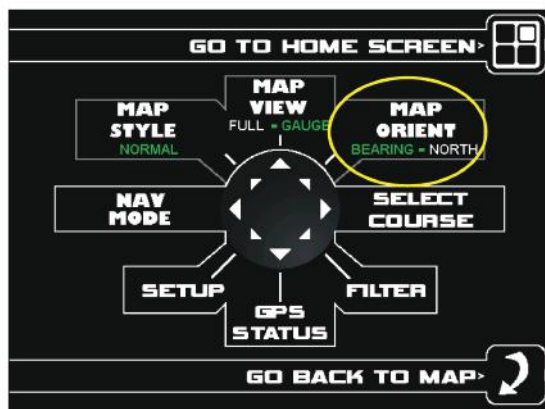 GO TO HOME SCREEN>
MAP
VIEW
FULL - GAUGE
MAP
STYLE
NORMAL
MAP
ORIENT
BEARING - NORTH
NAV
MODE
SELECT
COURSE
SETUP
GPS
STATUS
FILTER
GO BACK TO MAP>